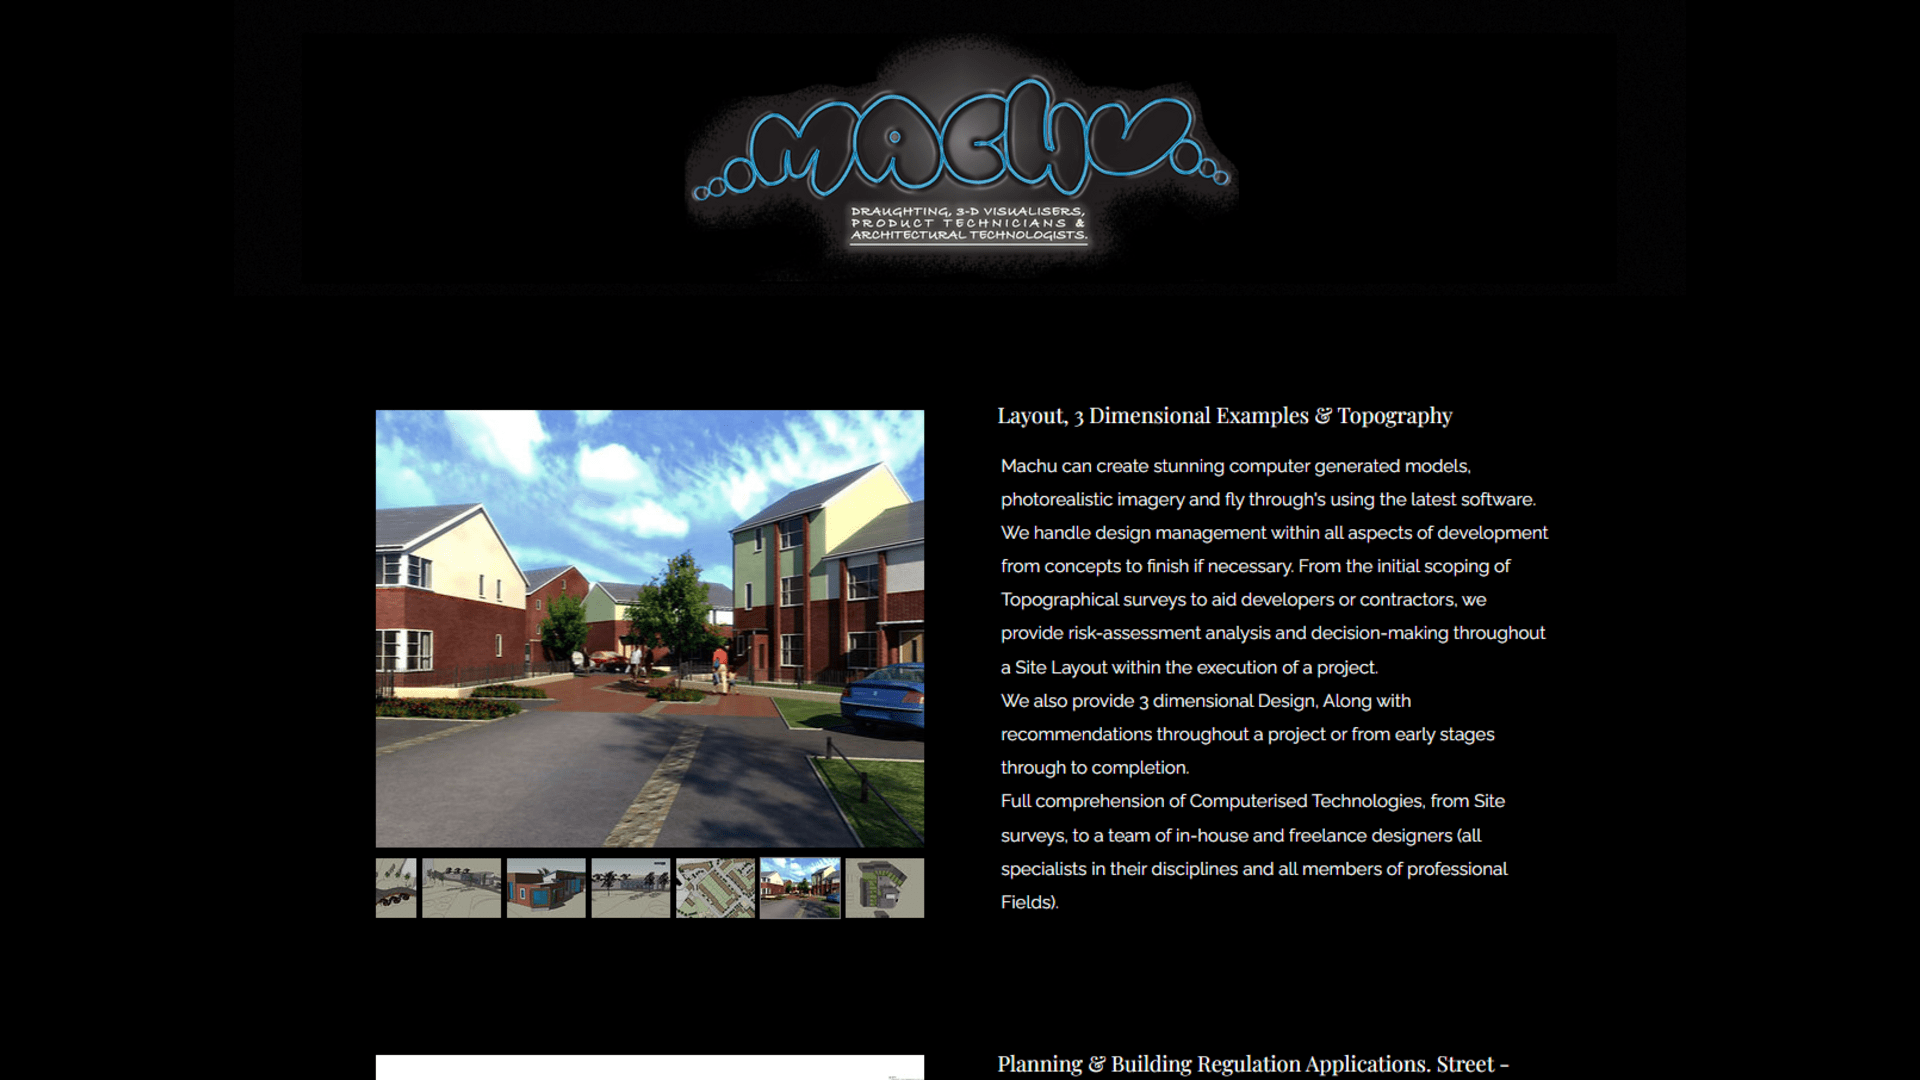 MACHU
DRAUGHTING, 3-D VISUALISERS,
PRODUCT TECHNICIANS &
ARCHITECTURAL TECHNOLOGISTS.
Layout, 3 Dimensional Examples & Topography
Machu can create stunning computer generated models,
photorealistic imagery and fly through's using the latest software.
We handle design management within all aspects of development
from concepts to finish if necessary. From the initial scoping of
Topographical surveys to aid developers or contractors, we
provide risk-assessment analysis and decision-making throughout
a Site Layout within the execution of a project.
We also provide 3 dimensional Design, Along with
recommendations throughout a project or from early stages
through to completion.
Full comprehension of Computerised Technologies, from Site
surveys, to a team of in-house and freelance designers (all
specialists in their disciplines and all members of professional
Fields).
Planning & Building Regulation Applications. Street -